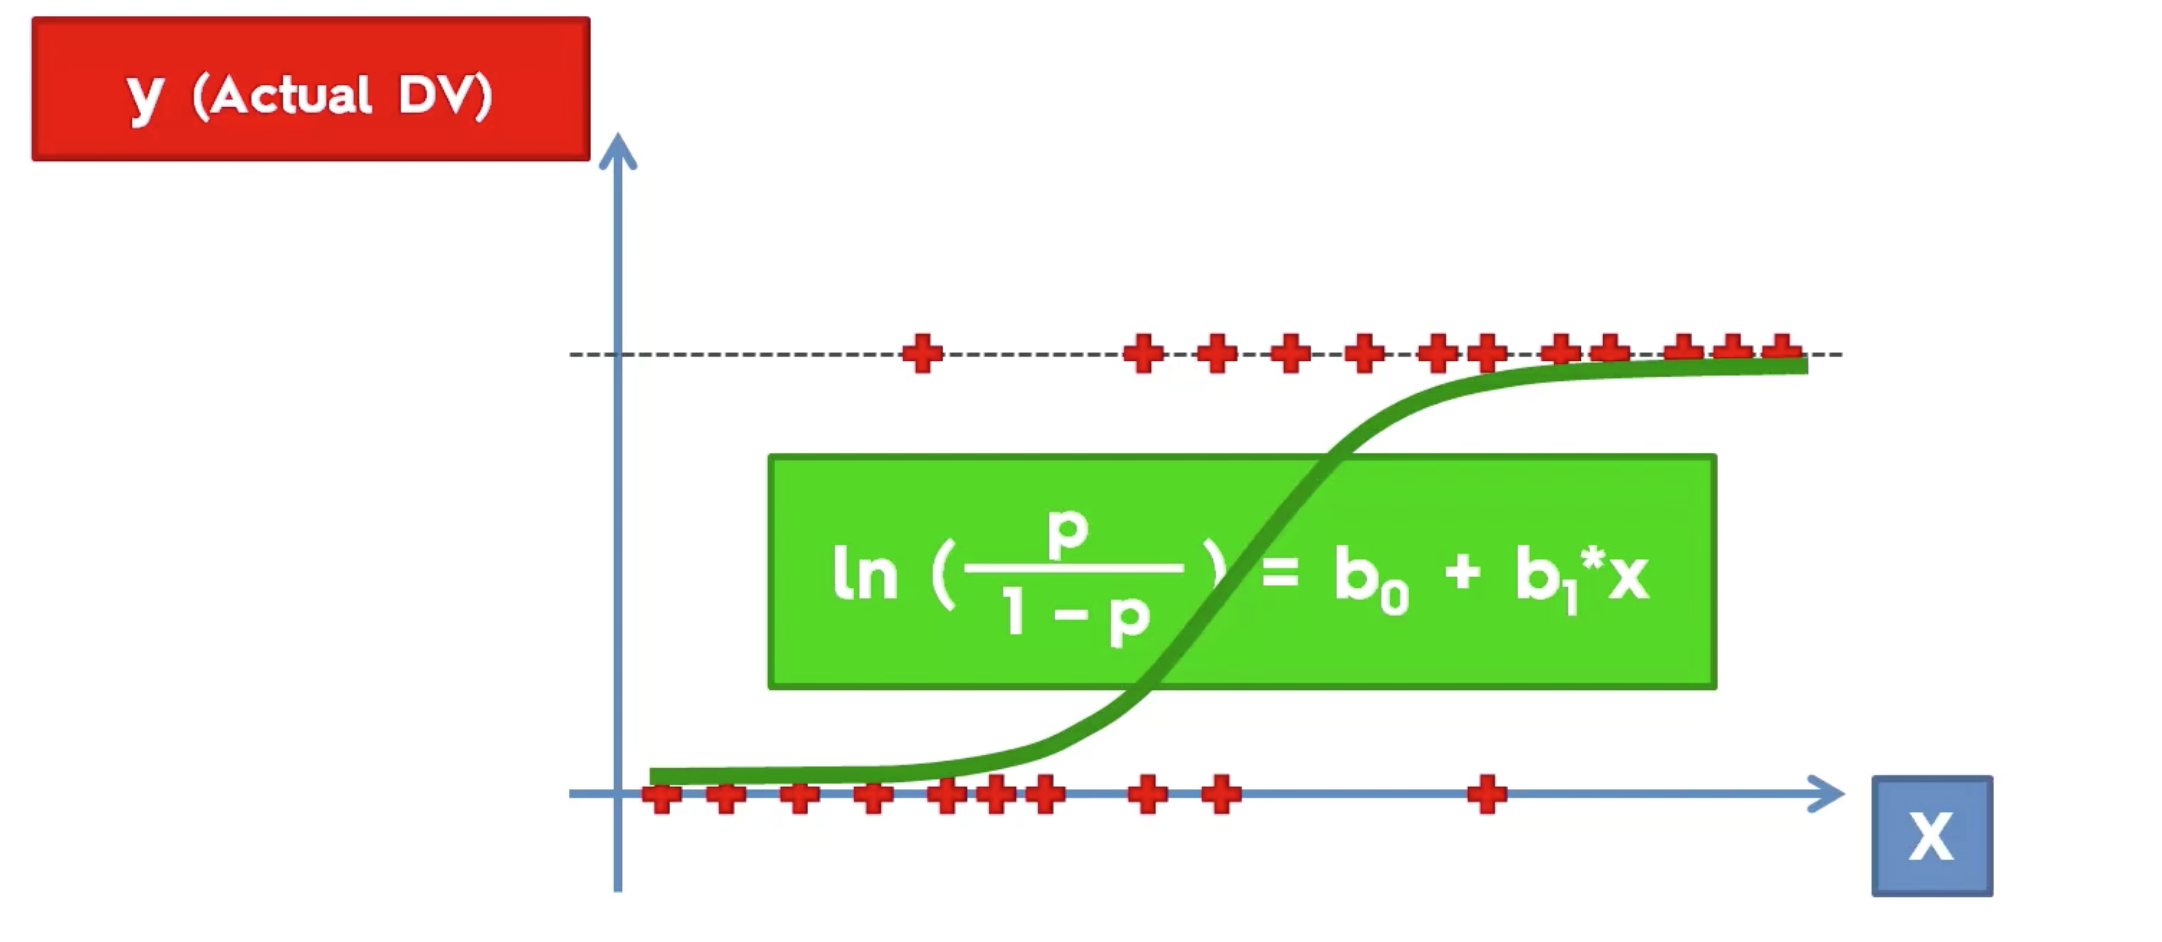 y (Actual DV)
ln ( p / 1 – p ) = b₀ + b₁*x
X